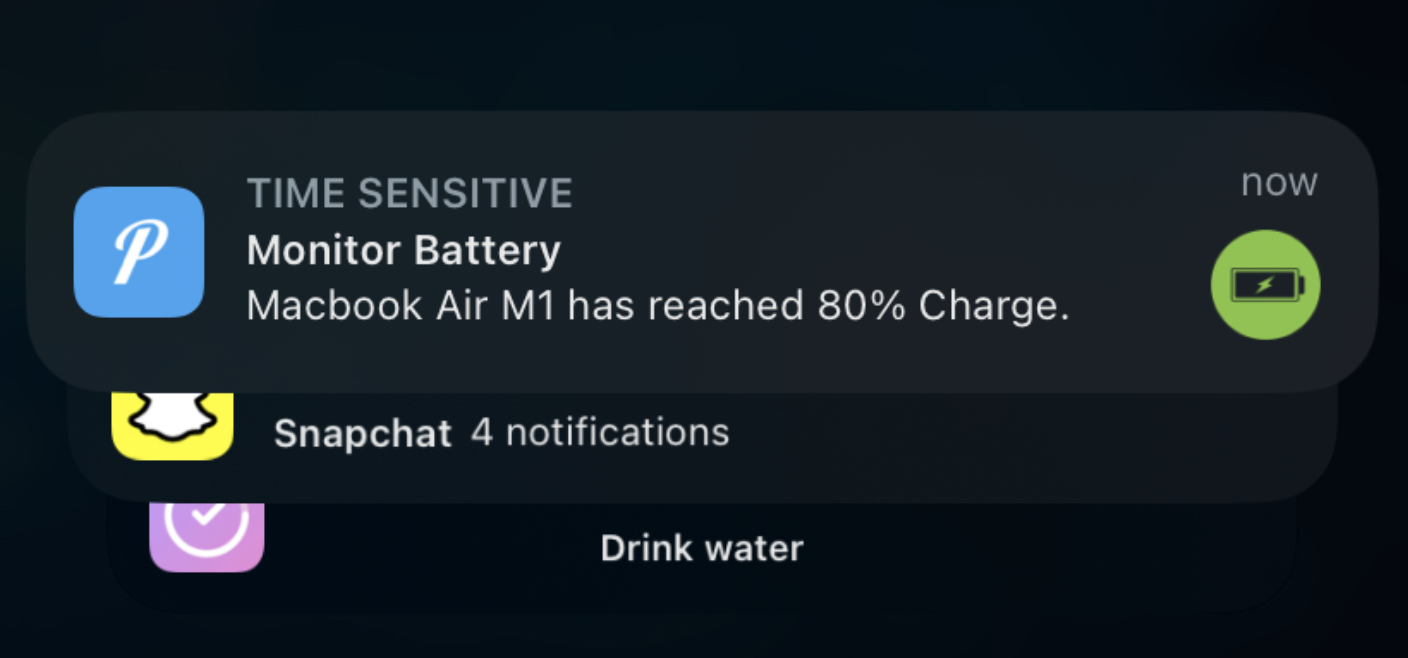 TIME SENSITIVE
now
Monitor Battery
Macbook Air M1 has reached 80% Charge.
Snapchat 4 notifications
Drink water